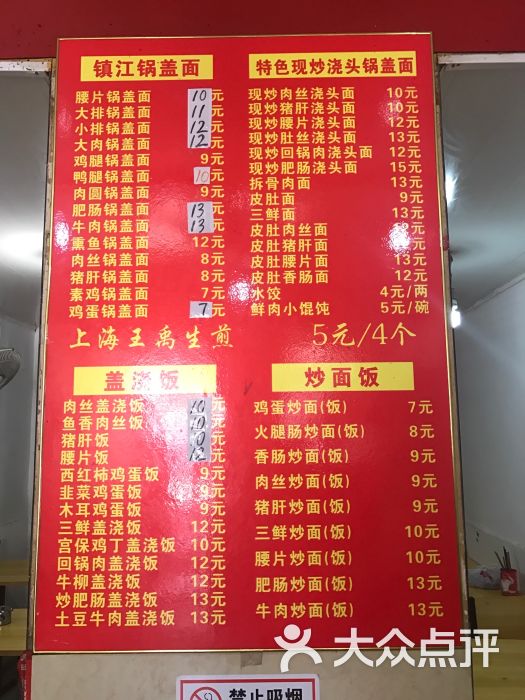 镇江锅盖面
腰片锅盖面 10元
大排锅盖面 11元
小排锅盖面 12元
大肉锅盖面 12元
鸡腿锅盖面 9元
鸭腿锅盖面 10元
肉圆锅盖面 9元
肥肠锅盖面 13元
牛肉锅盖面 13元
熏鱼锅盖面 12元
肉丝锅盖面 8元
猪肝锅盖面 8元
素鸡锅盖面 7元
鸡蛋锅盖面 7元
特色现炒浇头锅盖面
现炒肉丝浇头面 10元
现炒猪肝浇头面 10元
现炒腰片浇头面 12元
现炒肚丝浇头面 13元
现炒回锅肉浇头面 12元
现炒肥肠浇头面 15元
拆骨肉面 13元
皮肚面 9元
三鲜面 13元
皮肚肉丝面 元
皮肚猪肝面 元
皮肚腰片面 13元
皮肚香肠面 12元
水饺 4元/两
鲜肉小馄饨 5元/碗
上海王禹生煎 5元/4个
盖浇饭
肉丝盖浇饭 10元
鱼香肉丝饭 10元
猪肝饭 10元
腰片饭 12元
西红柿鸡蛋饭 9元
韭菜鸡蛋饭 9元
木耳鸡蛋饭 9元
三鲜盖浇饭 12元
宫保鸡丁盖浇饭 10元
回锅肉盖浇饭 12元
牛柳盖浇饭 12元
炒肥肠盖浇饭 13元
土豆牛肉盖浇饭 13元
炒面饭
鸡蛋炒面(饭) 7元
火腿肠炒面(饭) 8元
香肠炒面(饭) 9元
肉丝炒面(饭) 9元
猪肝炒面(饭) 9元
三鲜炒面(饭) 10元
腰片炒面(饭) 10元
肥肠炒面(饭) 13元
牛肉炒面(饭) 13元
禁止吸烟
大众点评